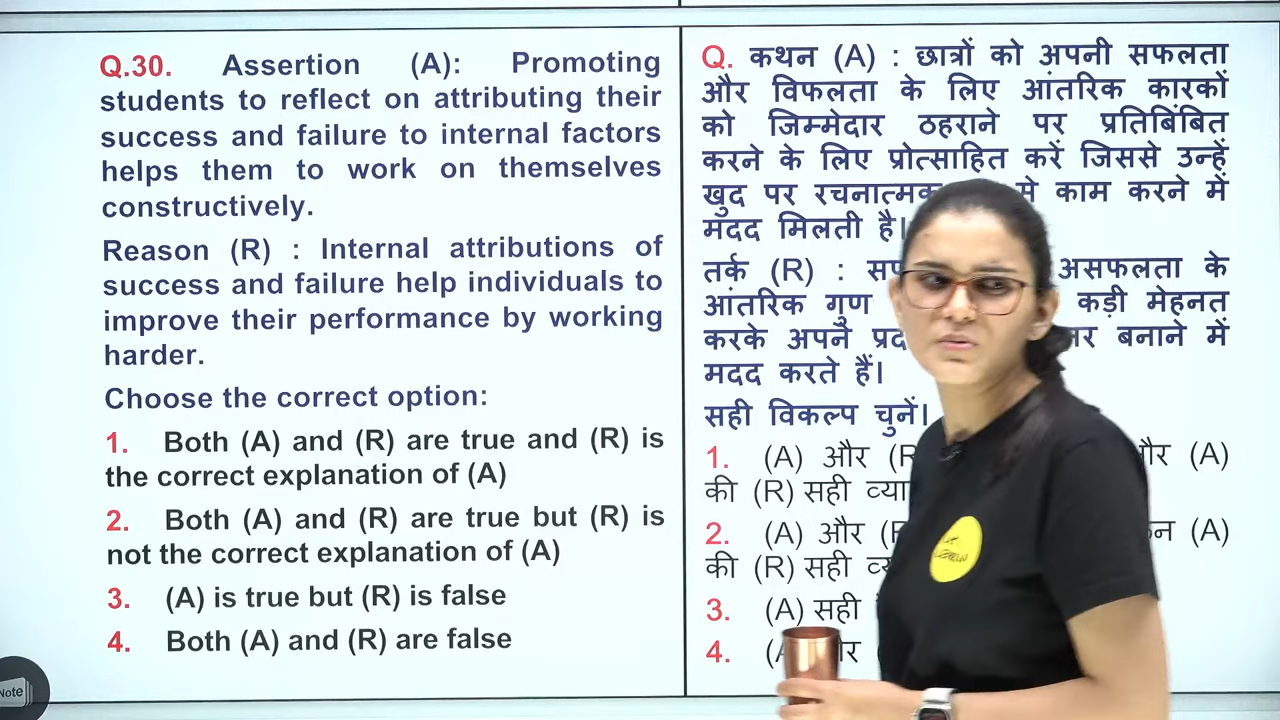 Q.30. Assertion (A): Promoting
students to reflect on attributing their
success and failure to internal factors
helps them to work on themselves
constructively.
Reason (R) : Internal attributions of
success and failure help individuals to
improve their performance by working
harder.
Choose the correct option:
1. Both (A) and (R) are true and (R) is
the correct explanation of (A)
2. Both (A) and (R) are true but (R) is
not the correct explanation of (A)
3. (A) is true but (R) is false
4. Both (A) and (R) are false
Q. कथन (A) : छात्रों को अपनी सफलता
और विफलता के लिए आंतरिक कारकों
को जिम्मेदार ठहराने पर प्रतिबिंबित
करने के लिए प्रोत्साहित करें जिससे उन्हें
खुद पर रचनात्मक से काम करने में
मदद मिलती है।
तर्क (R) : असफलता के
आंतरिक गुण कड़ी मेहनत
करके अपने बनाने में
मदद करते हैं।
सही विकल्प चुनें।
1. (A) और (R और (A)
की (R) सही
2. (A) और (A)
की (R) सही
3. (A) सही
4.
Note